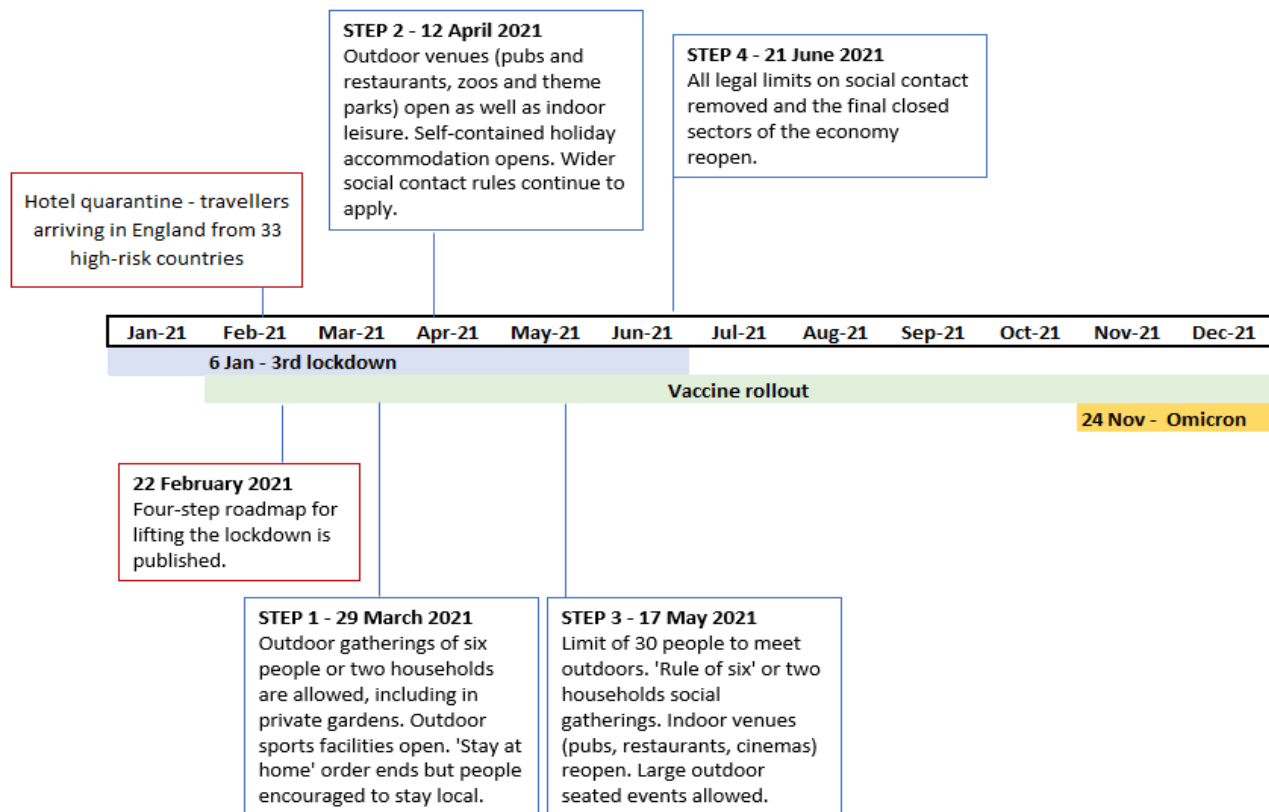 STEP 2 - 12 April 2021
Outdoor venues (pubs and
restaurants, zoos and theme
parks) open as well as indoor
leisure. Self-contained holiday
accommodation opens. Wider
social contact rules continue to
apply.
STEP 4 - 21 June 2021
All legal limits on social contact
removed and the final closed
sectors of the economy
reopen.
Hotel quarantine - travellers
arriving in England from 33
high-risk countries
Jan-21 Feb-21 Mar-21 Apr-21 May-21 Jun-21 Jul-21 Aug-21 Sep-21 Oct-21 Nov-21 Dec-21
6 Jan - 3rd lockdown
Vaccine rollout
24 Nov - Omicron
22 February 2021
Four-step roadmap for
lifting the lockdown is
published.
STEP 1 - 29 March 2021
Outdoor gatherings of six
people or two households
are allowed, including in
private gardens. Outdoor
sports facilities open. 'Stay at
home' order ends but people
encouraged to stay local.
STEP 3 - 17 May 2021
Limit of 30 people to meet
outdoors. 'Rule of six' or two
households social
gatherings. Indoor venues
(pubs, restaurants, cinemas)
reopen. Large outdoor
seated events allowed.